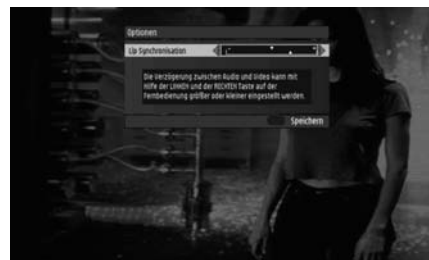 Optionen
Lip Synchronisation
Die Verzögerung zwischen Audio und Video kann mit
Hilfe der LINKEN und der RECHTEN Taste auf der
Fernbedienung größer oder kleiner eingestellt werden.
Speichern